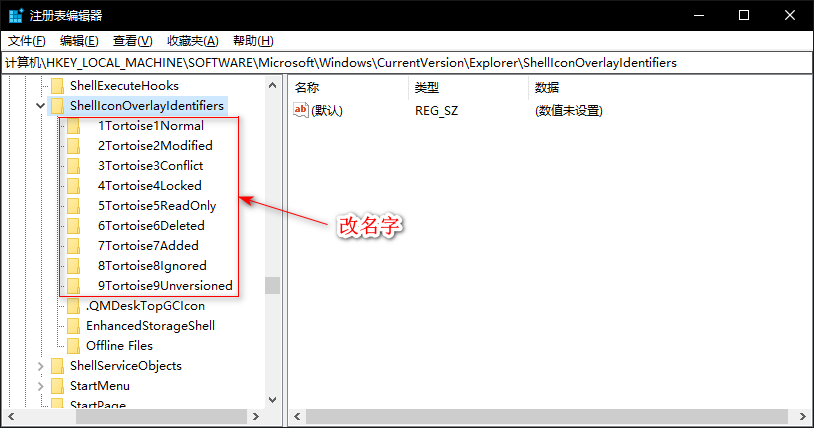 注册表编辑器
文件(F) 编辑(E) 查看(V) 收藏夹(A) 帮助(H)
计算机\HKEY_LOCAL_MACHINE\SOFTWARE\Microsoft\Windows\CurrentVersion\Explorer\ShellIconOverlayIdentifiers
ShellExecuteHooks
ShellIconOverlayIdentifiers
1Tortoise1Normal
2Tortoise2Modified
3Tortoise3Conflict
4Tortoise4Locked
5Tortoise5ReadOnly
6Tortoise6Deleted
7Tortoise7Added
8Tortoise8Ignored
9Tortoise9Unversioned
.QMDeskTopGCIcon
EnhancedStorageShell
Offline Files
ShellServiceObjects
StartMenu
StartPage
名称 类型 数据
ab (默认) REG_SZ (数值未设置)
改名字